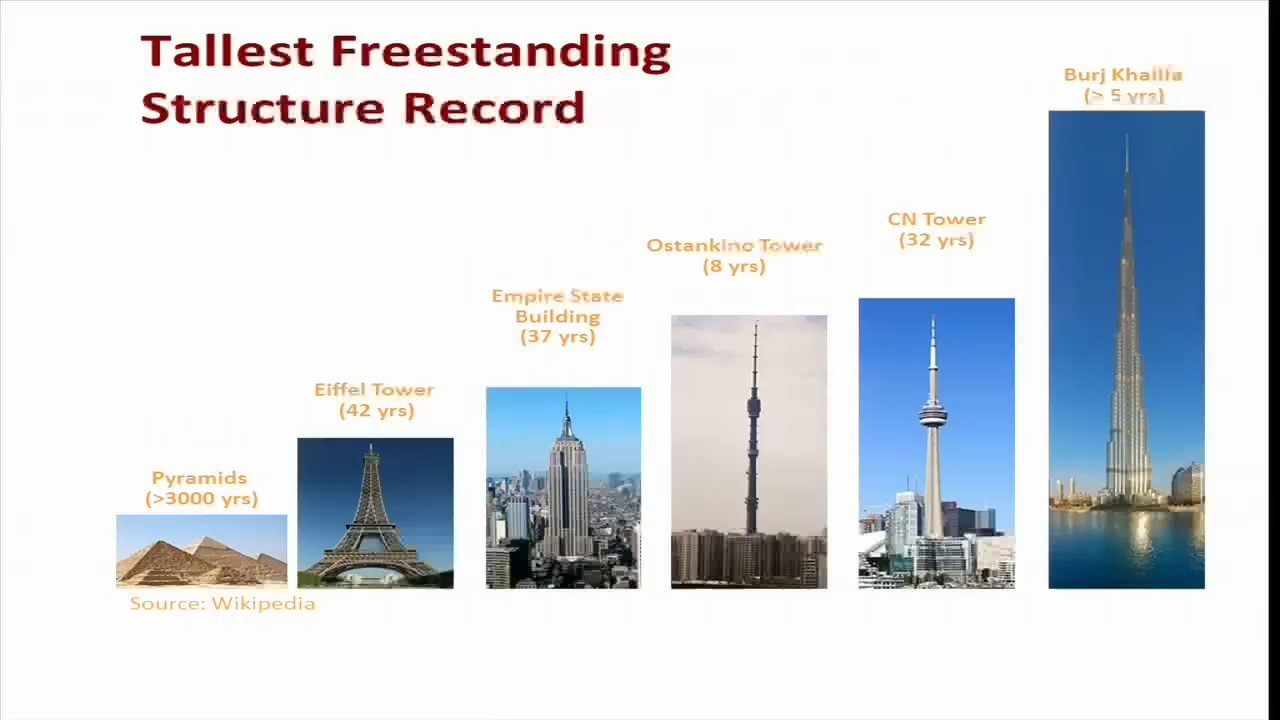 Tallest Freestanding
Structure Record
Pyramids
(>3000 yrs)
Eiffel Tower
(42 yrs)
Empire State
Building
(37 yrs)
Ostankino Tower
(8 yrs)
CN Tower
(32 yrs)
Burj Khalifa
(> 5 yrs)
Source: Wikipedia